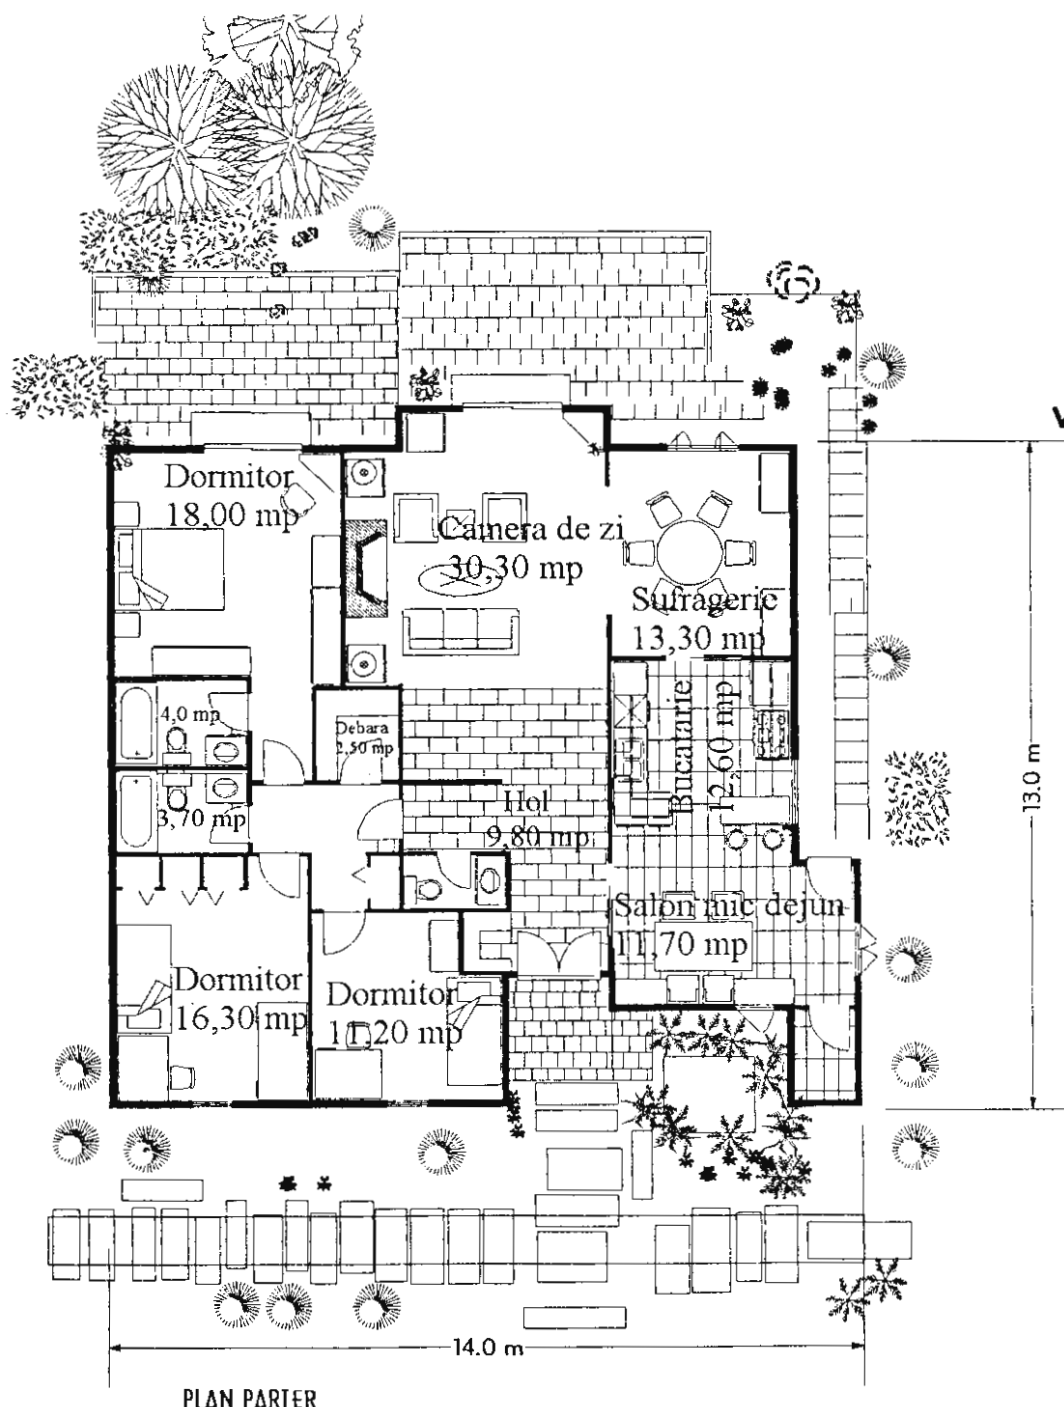 V
Dormitor
18,00 mp
Camera de zi
30,30 mp
Sufragerie
13,30 mp
4,0 mp
Debara
2,50 mp
Bucatarie
12,60 mp
3,70 mp
Hol
9,80 mp
13.0 m
Salon mic dejun
11,70 mp
Dormitor
16,30 mp
Dormitor
11,20 mp
14.0 m
PLAN PARTER